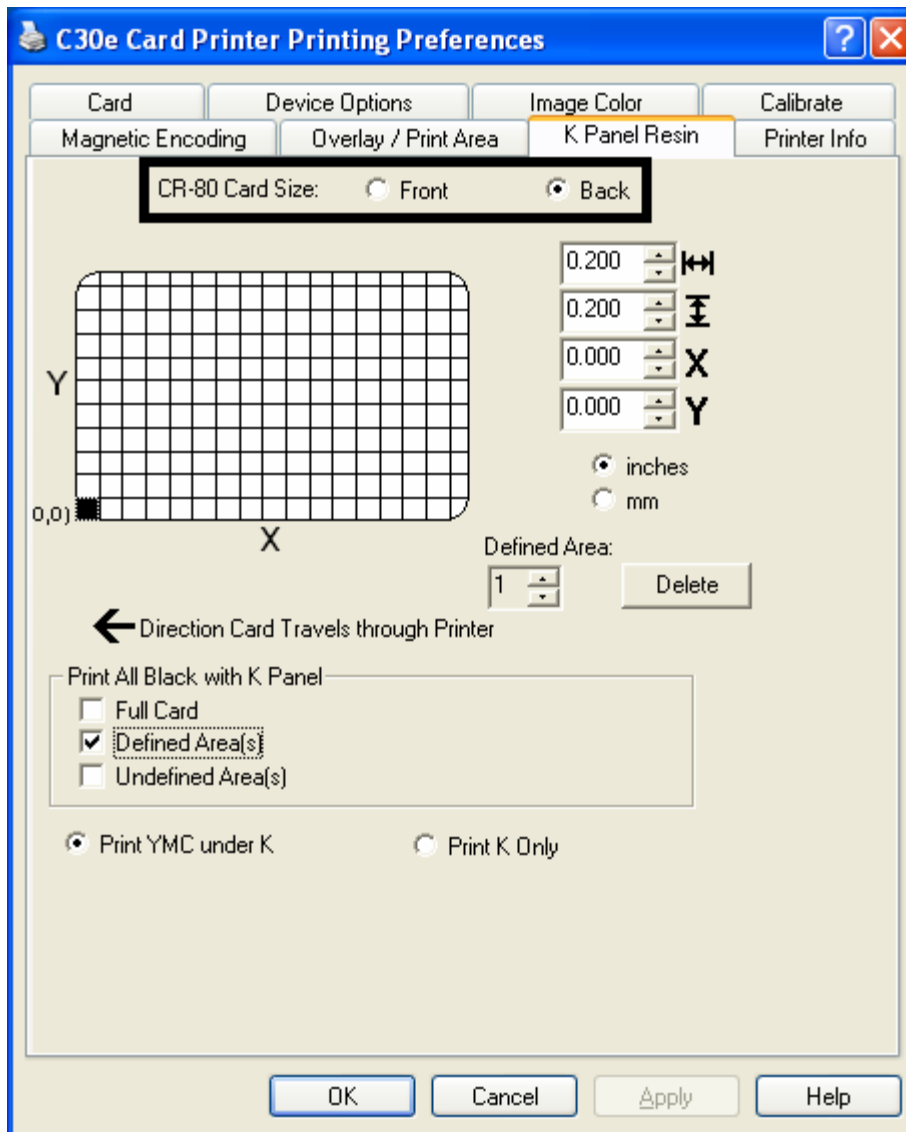 C30e Card Printer Printing Preferences
Card Device Options Image Color Calibrate
Magnetic Encoding Overlay / Print Area K Panel Resin Printer Info
CR-80 Card Size: Front Back
0.200
0.200
0.000 X
0.000 Y
Y
0,0)
X
inches
mm
Defined Area:
1 Delete
Direction Card Travels through Printer
Print All Black with K Panel
Full Card
Defined Area(s)
Undefined Area(s)
Print YMC under K Print K Only
OK Cancel Apply Help